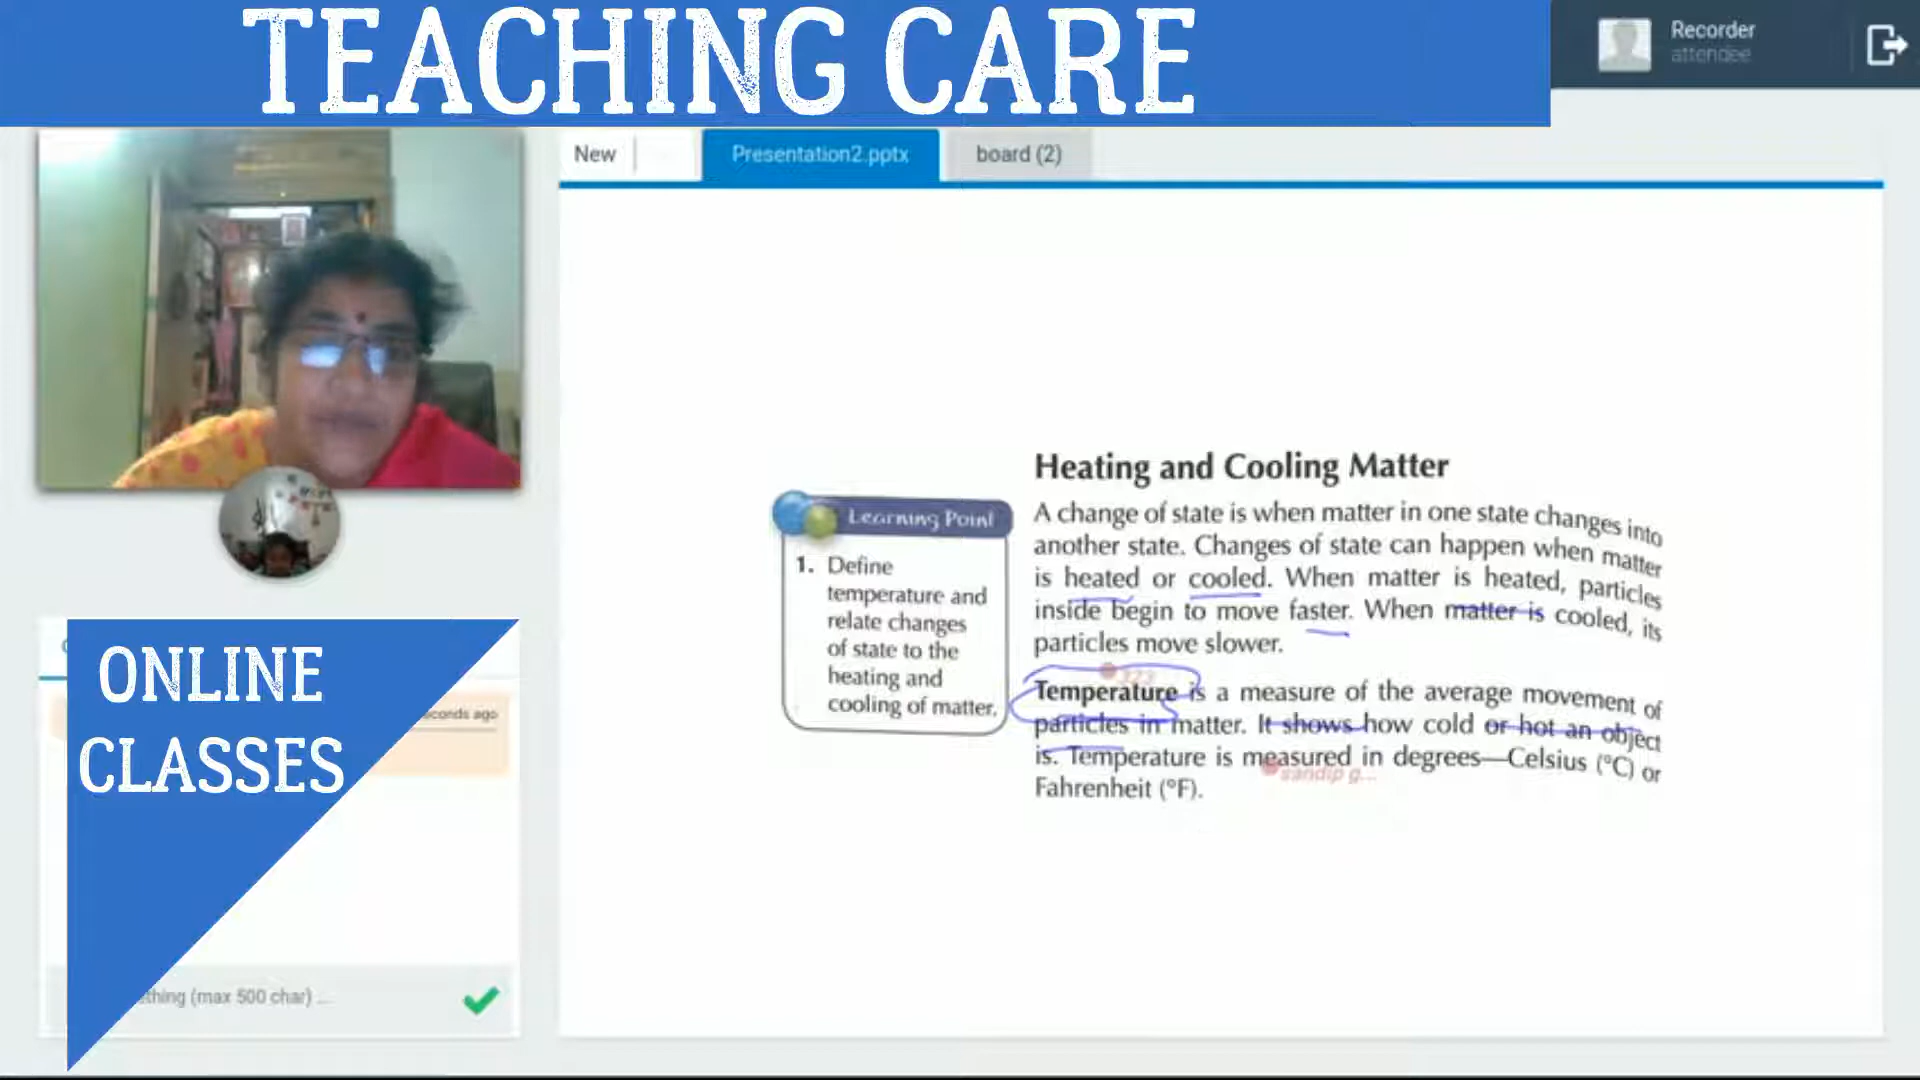 TEACHING CARE
Recorder
attendee
New
Presentation2.pptx
board (2)
Heating and Cooling Matter
A change of state is when matter in one state changes into
another state. Changes of state can happen when matter
is heated or cooled. When matter is heated, particles
inside begin to move faster. When matter is cooled, its
particles move slower.
Learning Point
1. Define
temperature and
relate changes
of state to the
heating and
cooling of matter.
323
Temperature is a measure of the average movement of
particles in matter. It shows how cold or hot an object
is. Temperature is measured in degrees—Celsius (°C) or
sandip g...
Fahrenheit (°F).
ONLINE
CLASSES
ago
(max 500 char) ...